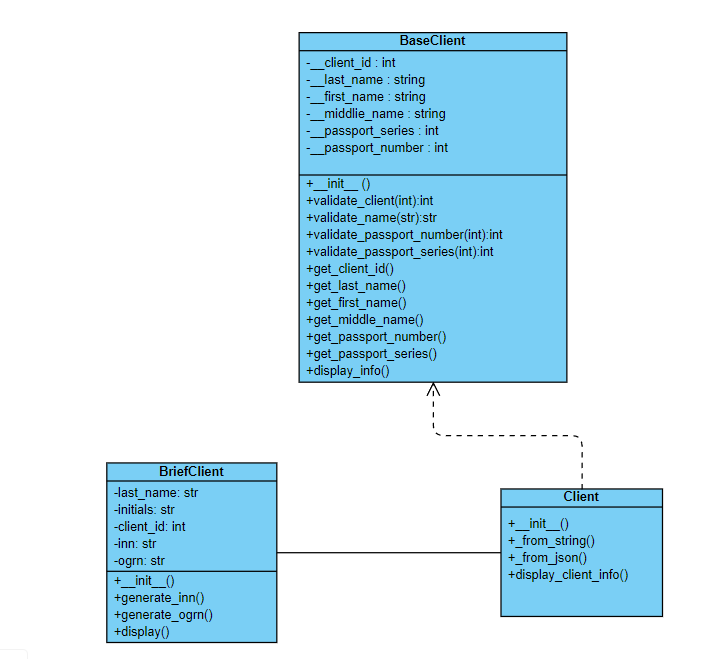 BaseClient
-__client_id : int
-__last_name : string
-__first_name : string
-__middlie_name : string
-__passport_series : int
-__passport_number : int
+__init__ ()
+validate_client(int):int
+validate_name(str):str
+validate_passport_number(int):int
+validate_passport_series(int):int
+get_client_id()
+get_last_name()
+get_first_name()
+get_middle_name()
+get_passport_number()
+get_passport_series()
+display_info()
BriefClient
-last_name: str
-initials: str
-client_id: int
-inn: str
-ogrn: str
+__init__()
+generate_inn()
+generate_ogrn()
+display()
Client
+__init__()
+_from_string()
+_from_json()
+display_client_info()